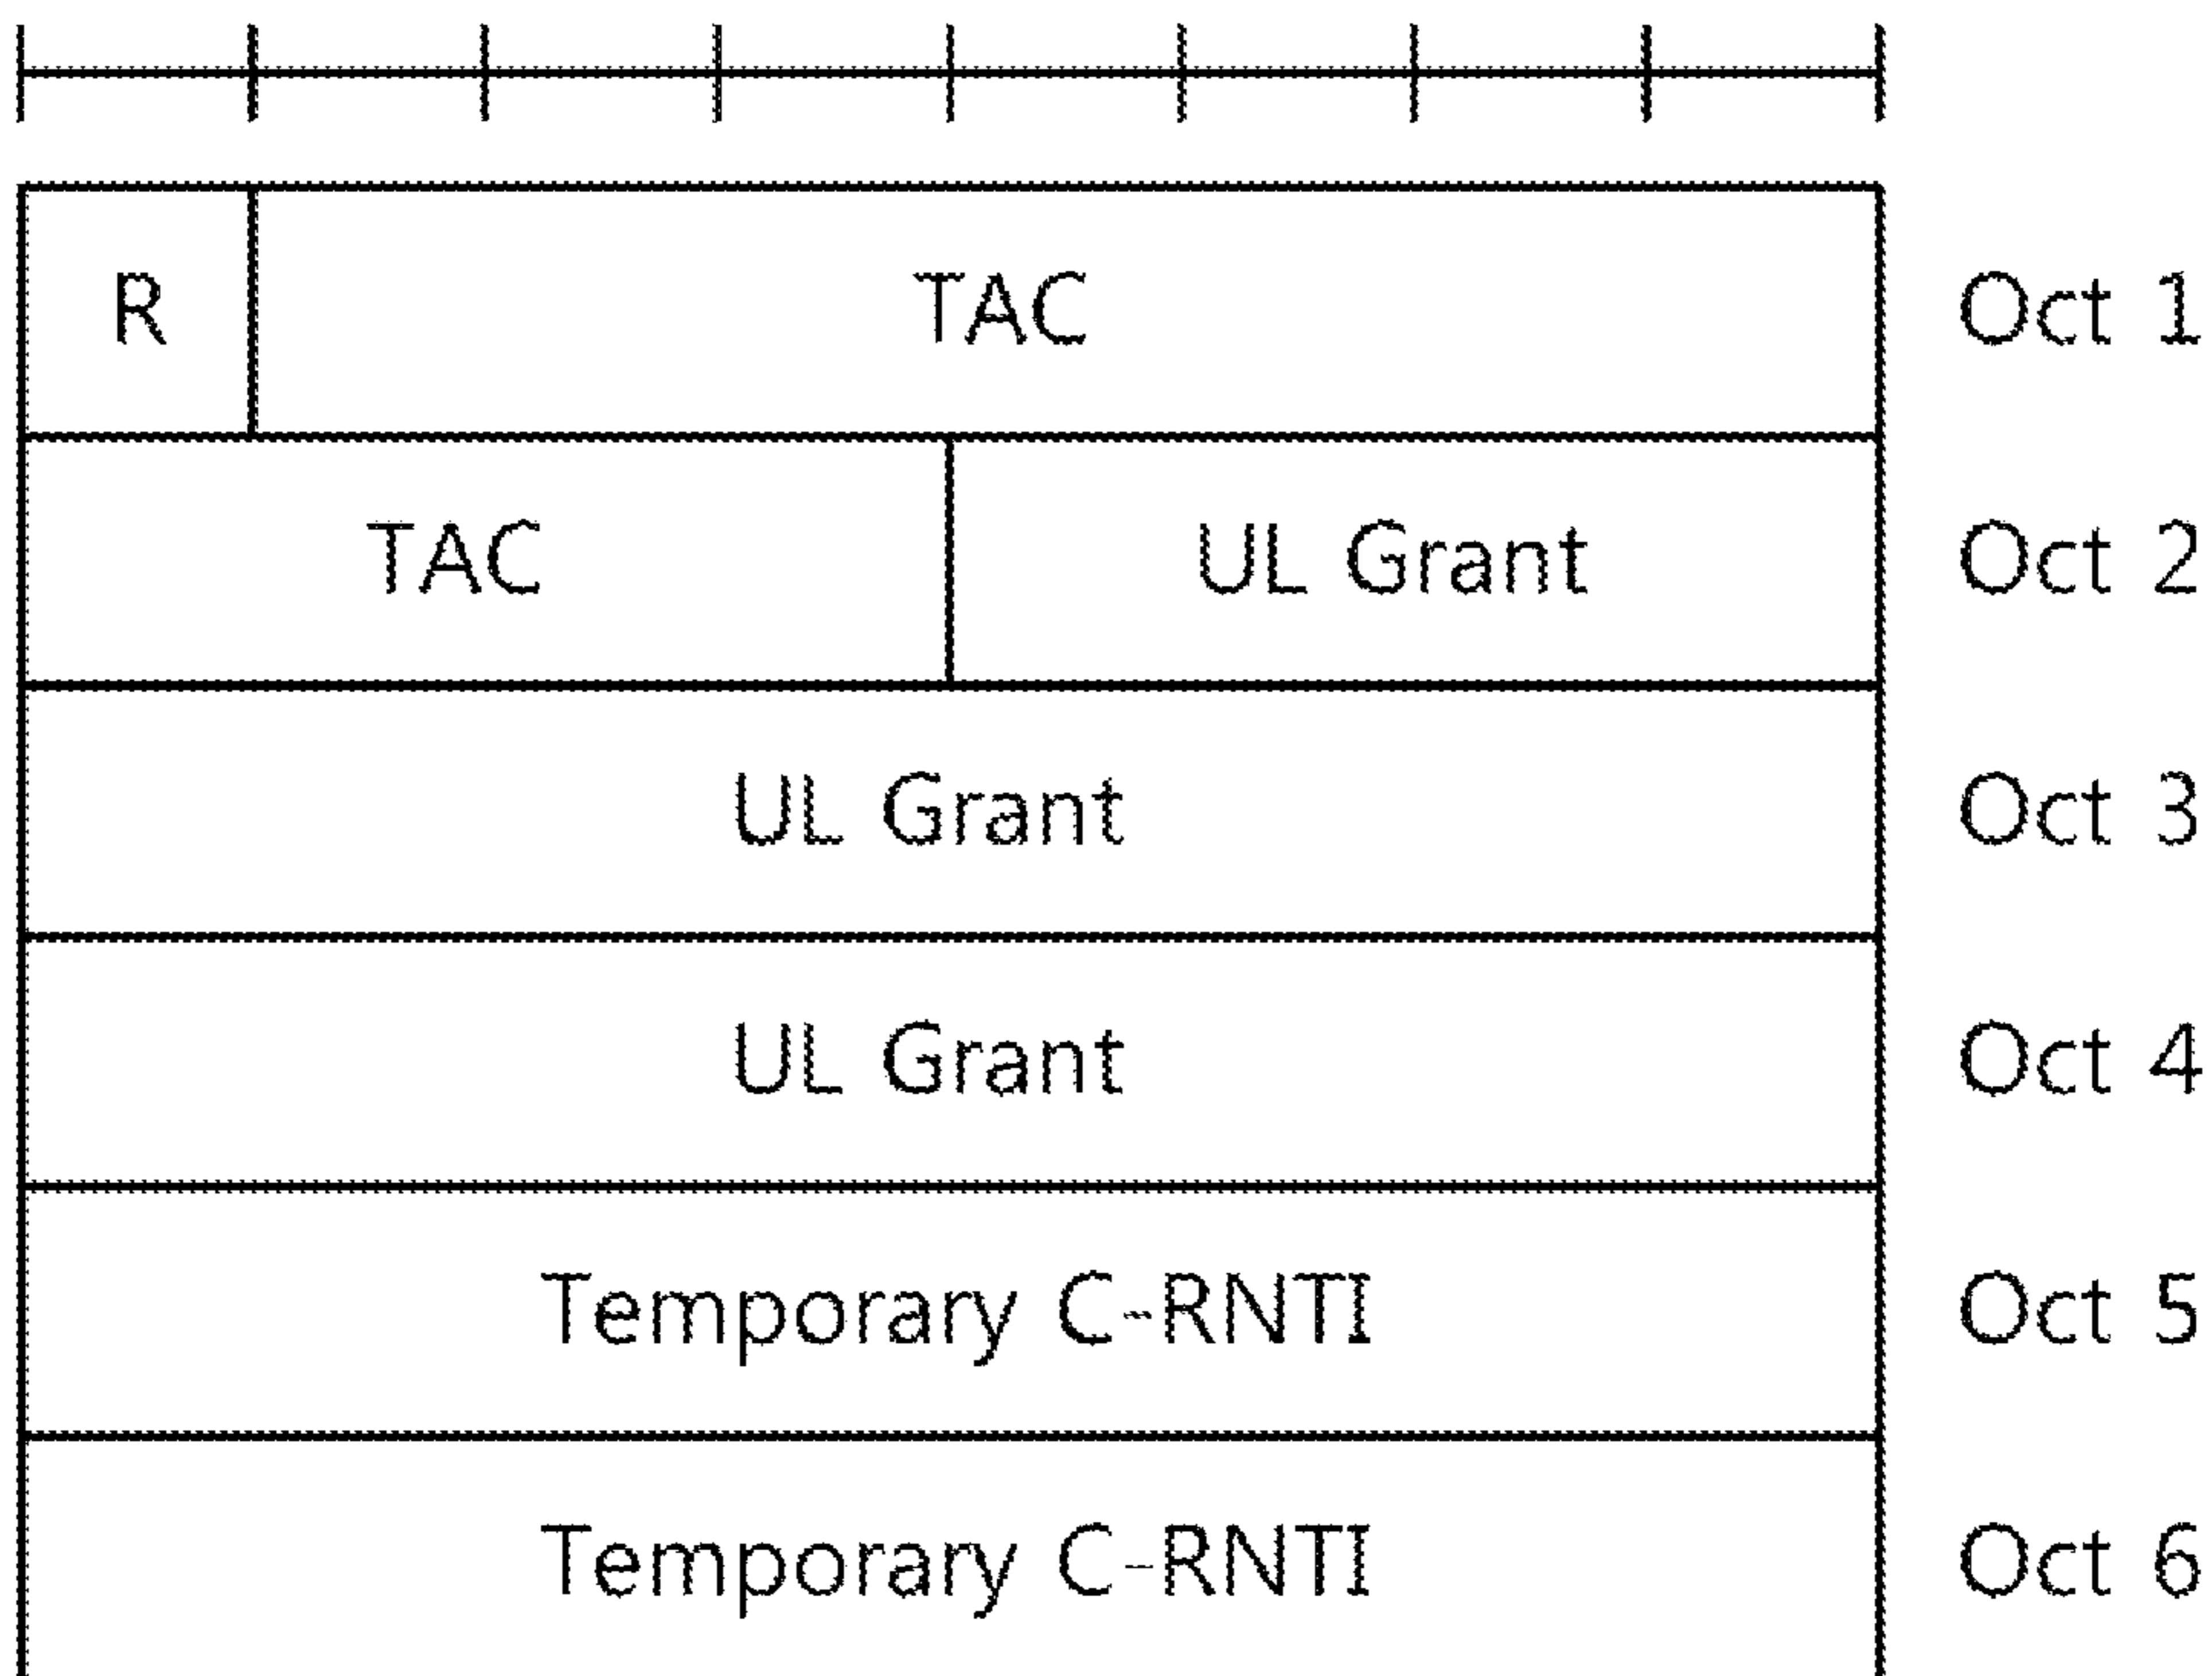 R TAC Oct 1
TAC UL Grant Oct 2
UL Grant Oct 3
UL Grant Oct 4
Temporary C-RNTI Oct 5
Temporary C-RNTI Oct 6